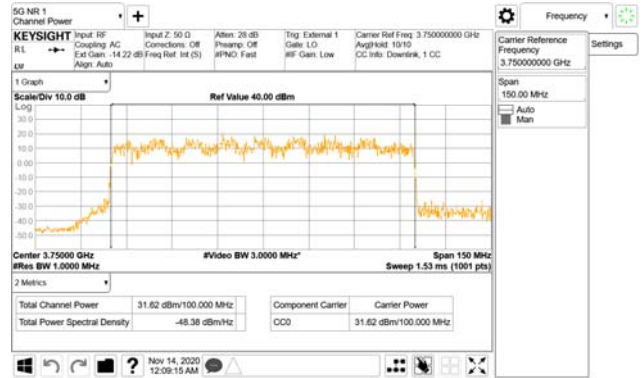 5G NR 1
Channel Power
Frequency
KEYSIGHT
RL
Input: RF
Coupling: AC
Ext Gain: -14.22 dB
Align: Auto
Input Z: 50 Ω
Corrections: Off
Freq Ref: Int (S)
Atten: 28 dB
Preamp: Off
#PNO: Fast
Trig: External 1
Gate: LO
#IF Gain: Low
Carrier Ref Freq: 3.750000000 GHz
Avg|Hold: 10/10
CC Info: Downlink, 1 CC
Carrier Reference
Frequency
3.750000000 GHz
Settings
Span
150.00 MHz
Auto
Man
1 Graph
Scale/Div 10.0 dB
Ref Value 40.00 dBm
Log
30.0
20.0
10.0
0.00
-10.0
-20.0
-30.0
-40.0
-50.0
Center 3.75000 GHz
#Video BW 3.0000 MHz*
Span 150 MHz
#Res BW 1.0000 MHz
Sweep 1.53 ms (1001 pts)
2 Metrics
Total Channel Power 31.62 dBm/100.000 MHz
Total Power Spectral Density -48.38 dBm/Hz
Component Carrier Carrier Power
CC0 31.62 dBm/100.000 MHz
?
Nov 14, 2020
12:09:15 AM